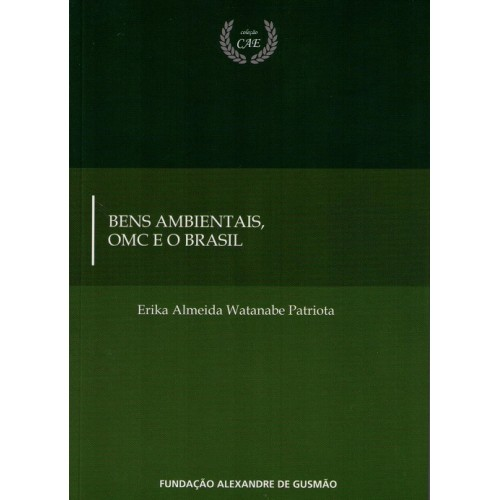 coleção
CAE
BENS AMBIENTAIS,
OMC E O BRASIL
Erika Almeida Watanabe Patriota
FUNDAÇÃO ALEXANDRE DE GUSMÃO